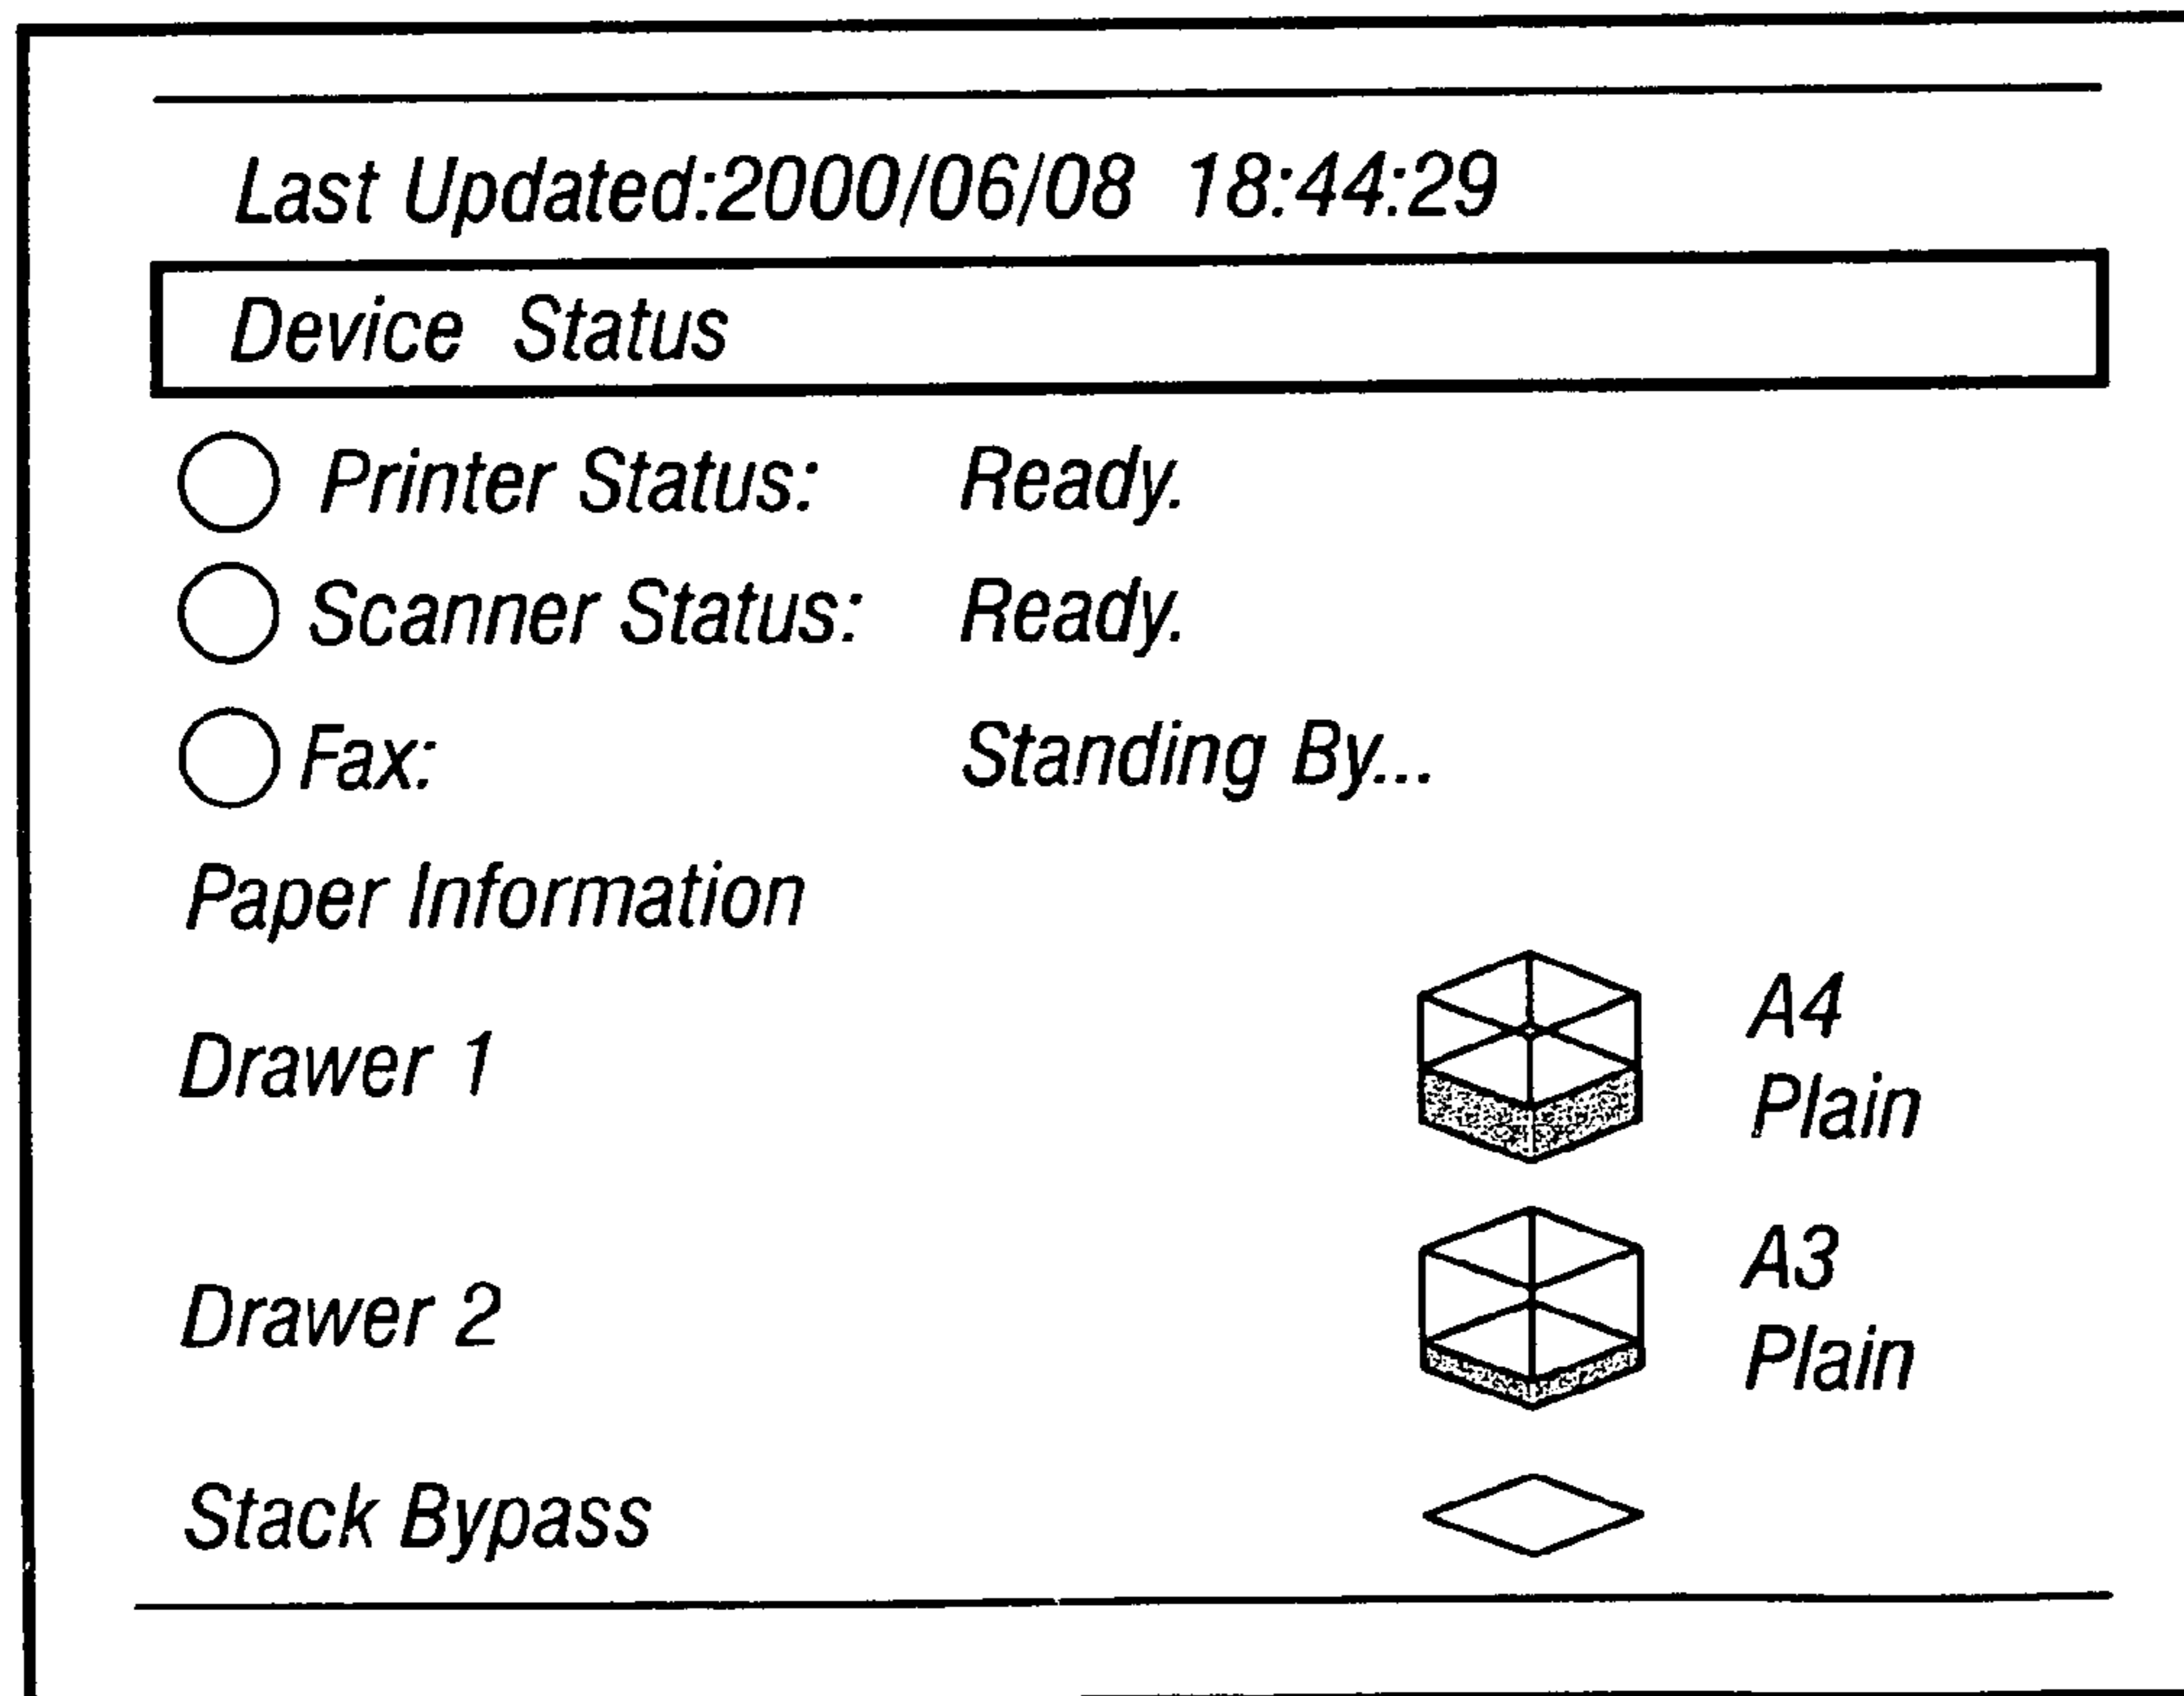 Last Updated:2000/06/08 18:44:29
Device Status
Printer Status: Ready.
Scanner Status: Ready.
Fax: Standing By...
Paper Information
Drawer 1 A4
Plain
Drawer 2 A3
Plain
Stack Bypass